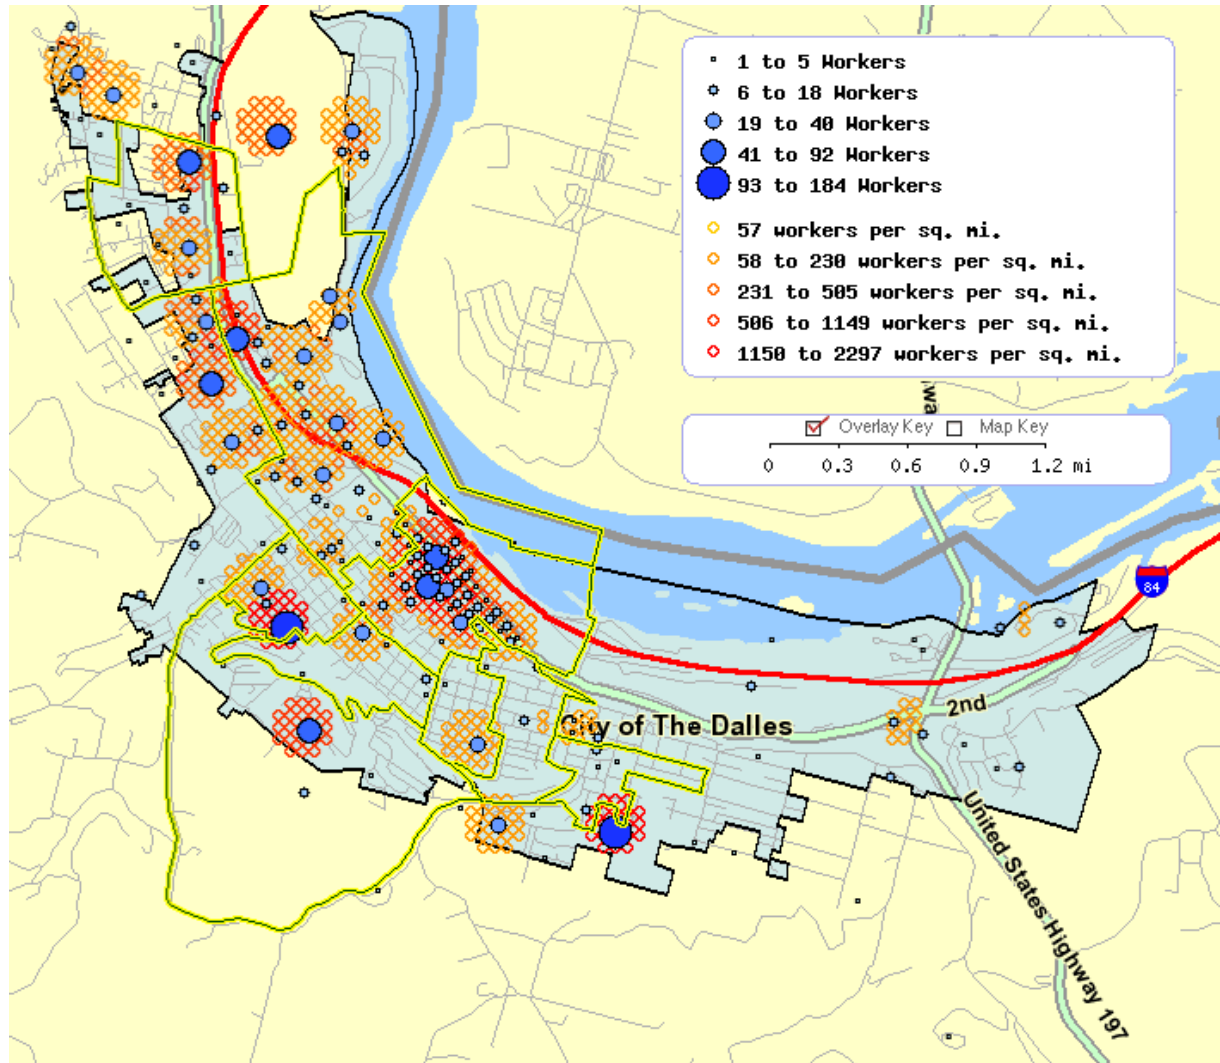 1 to 5 Workers
6 to 18 Workers
19 to 40 Workers
41 to 92 Workers
93 to 184 Workers
57 workers per sq. mi.
58 to 230 workers per sq. mi.
231 to 505 workers per sq. mi.
506 to 1149 workers per sq. mi.
1150 to 2297 workers per sq. mi.
wa
Overlay Key Map Key
0 0.3 0.6 0.9 1.2 mi
84
2nd
City of The Dalles
United States Highway 197